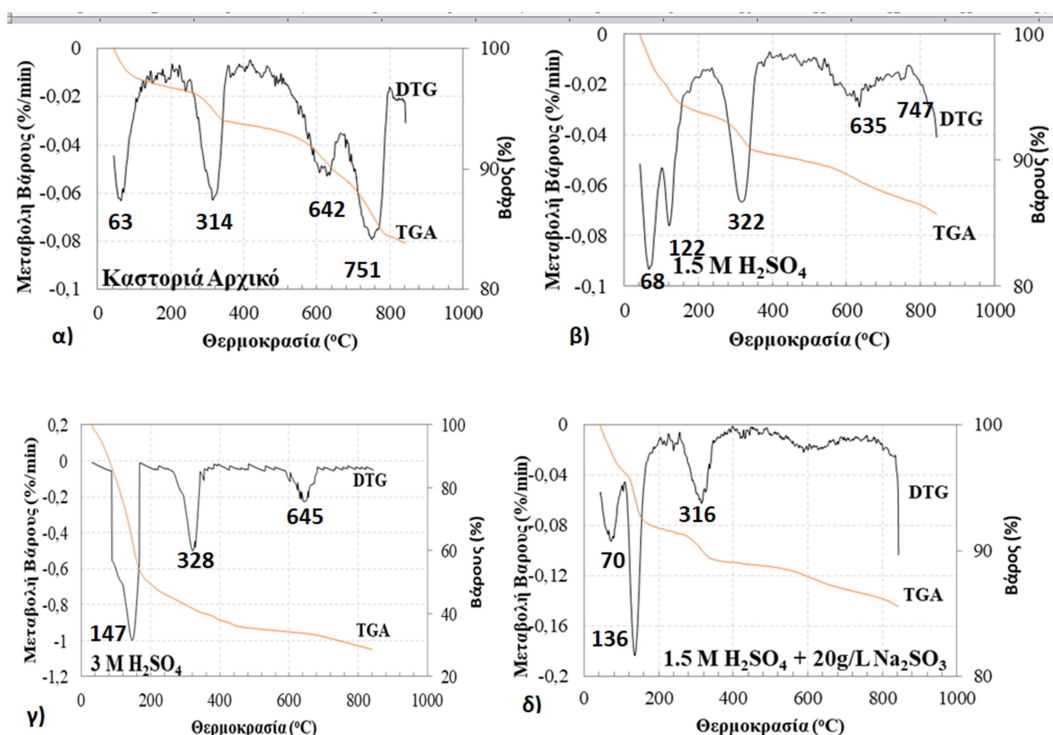 0
100
-0,02
DTG
-0,04
90
-0,06
63
314
642
TGA
-0,08
751
Καστοριά Αρχικό
-0,1
80
0
200
400
600
800
1000
Θερμοκρασία (°C)
Μεταβολή Βάρους (%/min)
Βάρος (%)
α)
0
100
-0,02
747
635
DTG
-0,04
90
-0,06
322
TGA
-0,08
122
1.5 M H₂SO₄
68
-0,1
80
0
200
400
600
800
1000
Θερμοκρασία (°C)
Μεταβολή Βάρους (%/min)
Βάρους (%)
β)
0,2
100
0
DTG
80
-0,2
645
-0,4
328
60
-0,6
-0,8
40
147
TGA
-1
3 M H₂SO₄
-1,2
20
0
200
400
600
800
1000
Θερμοκρασία (°C)
Μεταβολή Βάρους (%/min)
Βάρους (%)
γ)
0
100
-0,04
DTG
316
-0,08
70
90
-0,12
TGA
136
-0,16
1.5 M H₂SO₄ + 20g/L Na₂SO₃
-0,2
80
0
200
400
600
800
1000
Θερμοκρασία (°C)
Μεταβολή Βαρους (%/min)
Βάρος (%)
δ)